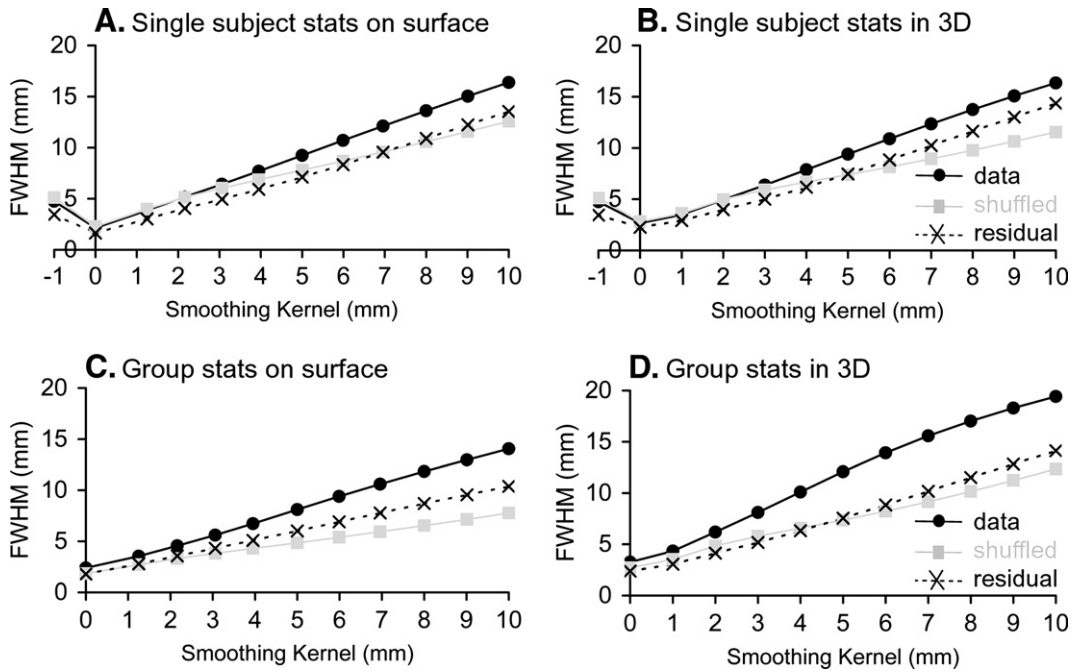 A. Single subject stats on surface
20
15
10
5
0
FWHM (mm)
-1 0 1 2 3 4 5 6 7 8 9 10
Smoothing Kernel (mm)
B. Single subject stats in 3D
20
15
10
5
0
FWHM (mm)
data
shuffled
residual
-1 0 1 2 3 4 5 6 7 8 9 10
Smoothing Kernel (mm)
C. Group stats on surface
20
15
10
5
0
FWHM (mm)
0 1 2 3 4 5 6 7 8 9 10
Smoothing Kernel (mm)
D. Group stats in 3D
20
15
10
5
0
FWHM (mm)
data
shuffled
residual
0 1 2 3 4 5 6 7 8 9 10
Smoothing Kernel (mm)